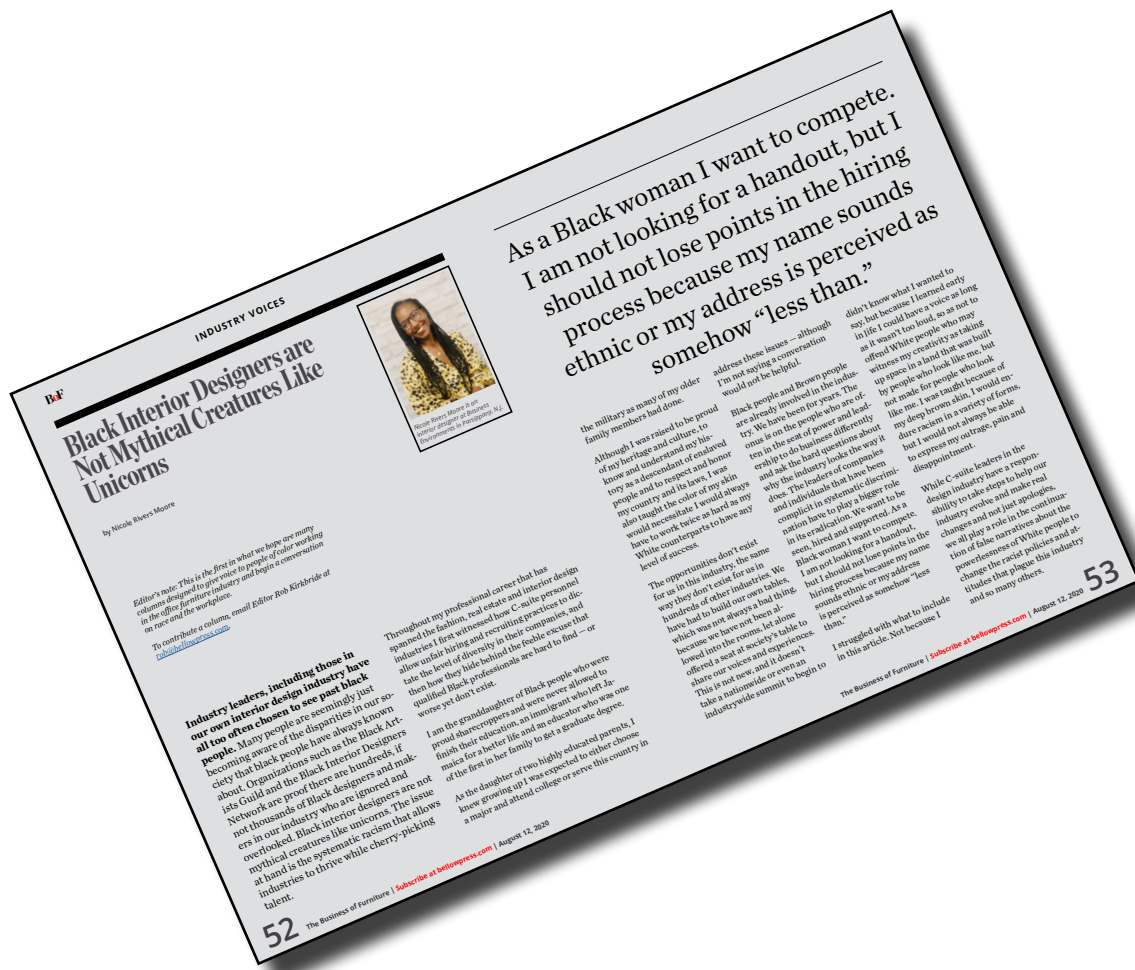 BoF
INDUSTRY VOICES
Black Interior Designers are
Not Mythical Creatures Like
Unicorns
by Nicole Rivers Moore
Nicole Rivers Moore is an
interior designer at Business
Environments in Parsippany, N.J.
Editor's note: This is the first in what we hope are many
columns designed to give voice to people of color working
in the office furniture industry and begin a conversation
on race and the workplace.
To contribute a column, email Editor Rob Kirkbride at
rob@bellowpress.com.
Industry leaders, including those in
our own interior design industry have
all too often chosen to see past black
people. Many people are seemingly just
becoming aware of the disparities in our so-
ciety that black people have always known
about. Organizations such as the Black Art-
ists Guild and the Black Interior Designers
Network are proof there are hundreds, if
not thousands of Black designers and mak-
ers in our industry who are ignored and
overlooked. Black interior designers are not
mythical creatures like unicorns. The issue
at hand is the systematic racism that allows
industries to thrive while cherry-picking
talent.
Throughout my professional career that has
spanned the fashion, real estate and interior design
industries I first witnessed how C-suite personnel
allow unfair hiring and recruiting practices to dic-
tate the level of diversity in their companies, and
then how they hide behind the feeble excuse that
qualified Black professionals are hard to find — or
worse yet don't exist.
I am the granddaughter of Black people who were
proud sharecroppers and were never allowed to
finish their education, an immigrant who left Ja-
maica for a better life and an educator who was one
of the first in her family to get a graduate degree.
As the daughter of two highly educated parents, I
knew growing up I was expected to either choose
a major and attend college or serve this country in
52 The Business of Furniture | Subscribe at bellowpress.com | August 12, 2020
As a Black woman I want to compete.
I am not looking for a handout, but I
should not lose points in the hiring
process because my name sounds
ethnic or my address is perceived as
somehow “less than.”
the military as many of my older
family members had done.
Although I was raised to be proud
of my heritage and culture, to
know and understand my his-
tory as a descendant of enslaved
people and to respect and honor
my country and its laws, I was
also taught the color of my skin
would necessitate I would always
have to work twice as hard as my
White counterparts to have any
level of success.
The opportunities don't exist
for us in this industry, the same
way they don't exist for us in
hundreds of other industries. We
have had to build our own tables,
which was not always a bad thing,
because we have not been al-
lowed into the rooms, let alone
offered a seat at society's table to
share our voices and experiences.
This is not new, and it doesn't
take a nationwide or even an
industrywide summit to begin to
address these issues — although
I'm not saying a conversation
would not be helpful.
Black people and Brown people
are already involved in the indus-
try. We have been for years. The
onus is on the people who are of-
ten in the seat of power and lead-
ership to do business differently
and ask the hard questions about
why the industry looks the way it
does. The leaders of companies
and individuals that have been
complicit in systematic discrimi-
nation have to play a bigger role
in its eradication. We want to be
seen, hired and supported. As a
Black woman I want to compete.
I am not looking for a handout,
but I should not lose points in the
hiring process because my name
sounds ethnic or my address
is perceived as somehow “less
than.”
I struggled with what to include
in this article. Not because I
didn't know what I wanted to
say, but because I learned early
in life I could have a voice as long
as it wasn't too loud, so as not to
offend White people who may
witness my creativity as taking
up space in a land that was built
by people who look like me, but
not made for people who look
like me. I was taught because of
my deep brown skin, I would en-
dure racism in a variety of forms,
but I would not always be able
to express my outrage, pain and
disappointment.
While C-suite leaders in the
design industry have a respon-
sibility to take steps to help our
industry evolve and make real
changes and not just apologies,
we all play a role in the continua-
tion of false narratives about the
powerlessness of White people to
change the racist policies and at-
titudes that plague this industry
and so many others.
The Business of Furniture | Subscribe at bellowpress.com | August 12, 2020 53